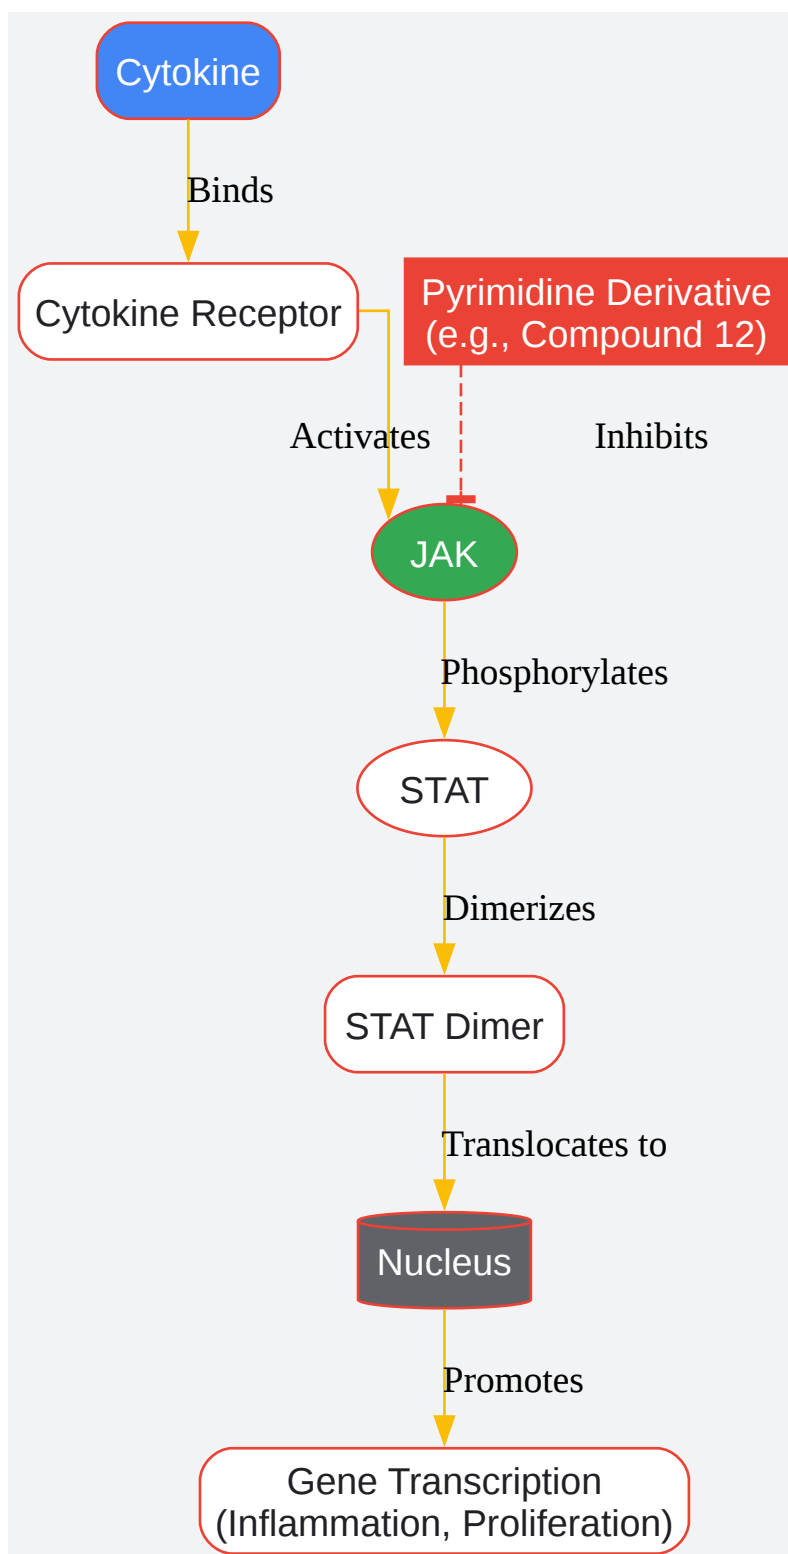 Cytokine
Binds
Cytokine Receptor
Pyrimidine Derivative
(e.g., Compound 12)
Activates
Inhibits
JAK
Phosphorylates
STAT
Dimerizes
STAT Dimer
Translocates to
Nucleus
Promotes
Gene Transcription
(Inflammation, Proliferation)